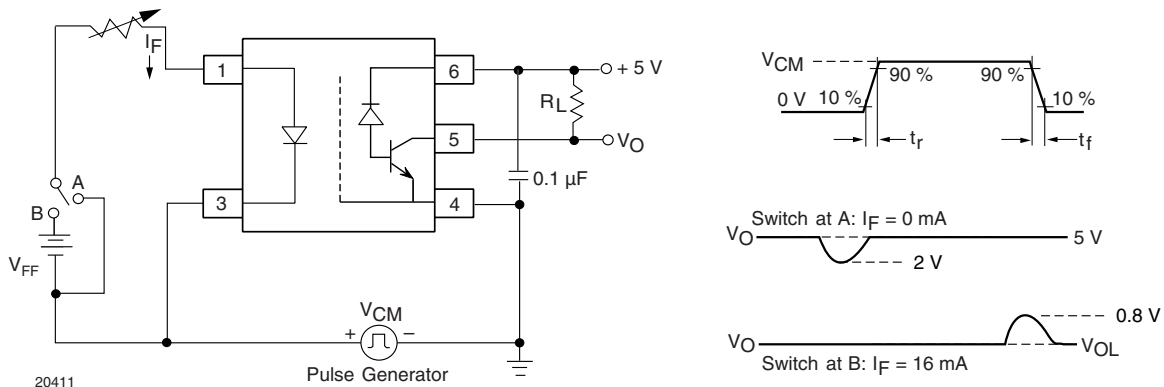 I_F
1
3
6
5
4
+ 5 V
R_L
V_O
0.1 µF
A
B
V_FF
V_CM
+
−
Pulse Generator
20411
V_CM
90 %
90 %
0 V
10 %
10 %
t_r
t_f
Switch at A: I_F = 0 mA
V_O
5 V
2 V
0.8 V
V_O
V_OL
Switch at B: I_F = 16 mA